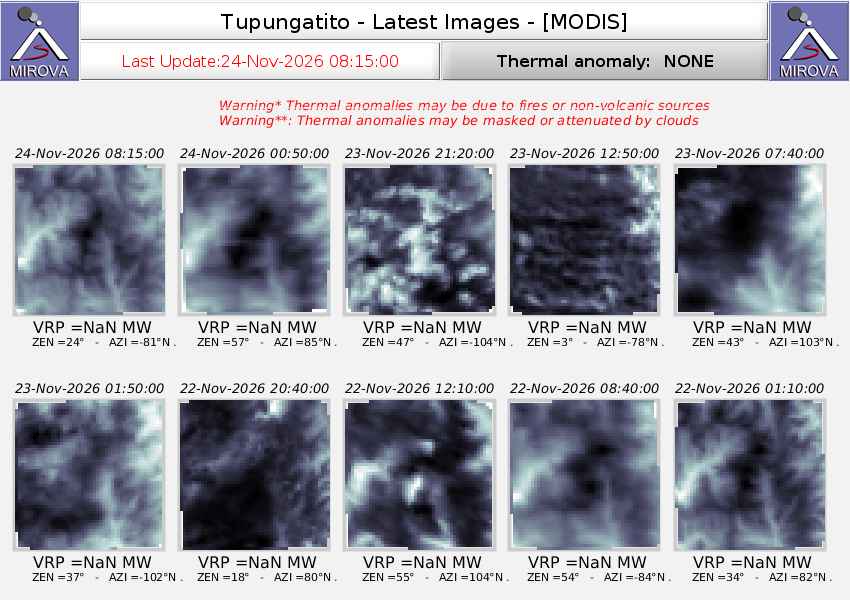 Tupungatito - Latest Images - [MODIS]
MIROVA
Last Update:24-Nov-2026 08:15:00
Thermal anomaly: NONE
MIROVA
Warning* Thermal anomalies may be due to fires or non-volcanic sources
Warning**: Thermal anomalies may be masked or attenuated by clouds
24-Nov-2026 08:15:00 24-Nov-2026 00:50:00 23-Nov-2026 21:20:00 23-Nov-2026 12:50:00 23-Nov-2026 07:40:00
VRP =NaN MW VRP =NaN MW VRP =NaN MW VRP =NaN MW VRP =NaN MW
ZEN =24° - AZI =-81°N . ZEN =57° - AZI =85°N . ZEN =47° - AZI =-104°N . ZEN =3° - AZI =-78°N . ZEN =43° - AZI =103°N .
23-Nov-2026 01:50:00 22-Nov-2026 20:40:00 22-Nov-2026 12:10:00 22-Nov-2026 08:40:00 22-Nov-2026 01:10:00
VRP =NaN MW VRP =NaN MW VRP =NaN MW VRP =NaN MW VRP =NaN MW
ZEN =37° - AZI =-102°N . ZEN =18° - AZI =80°N . ZEN =55° - AZI =104°N . ZEN =54° - AZI =-84°N . ZEN =34° - AZI =82°N .